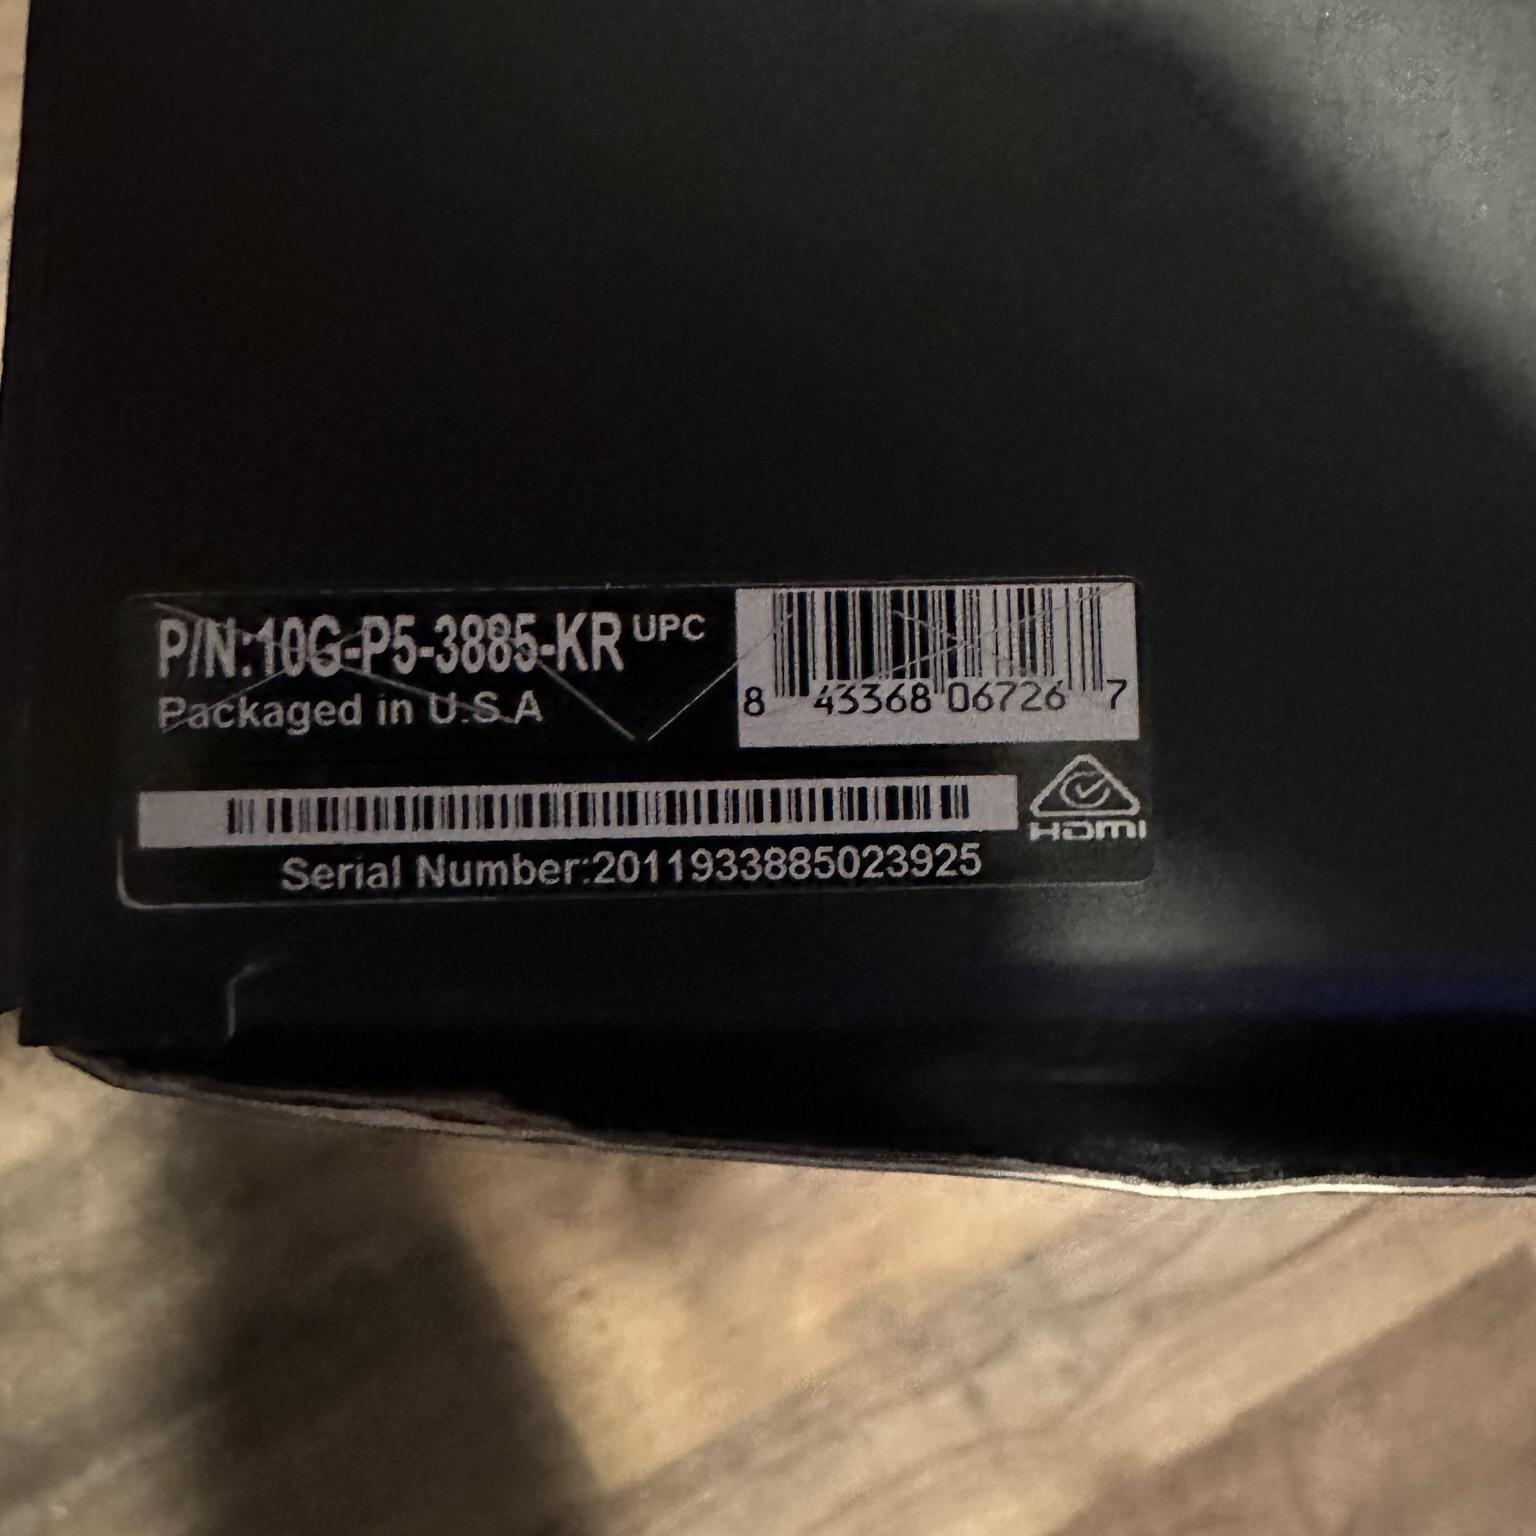 P/N:10G-P5-3885-KR UPC
Packaged in U.S.A
8 43368 06726 7
HDMI
Serial Number:2011933885023925